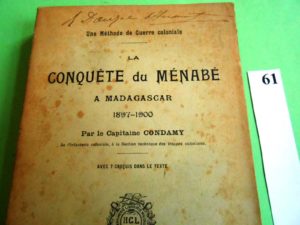 Une Méthode de Guerre coloniale
LA
CONQUÊTE du MÉNABÉ
A MADAGASCAR
1897-1900
Par le Capitaine CONDAMY
De l'Infanterie coloniale, à la Section technique des troupes coloniales.
AVEC 7 CROQUIS DANS LE TEXTE
HCL
61